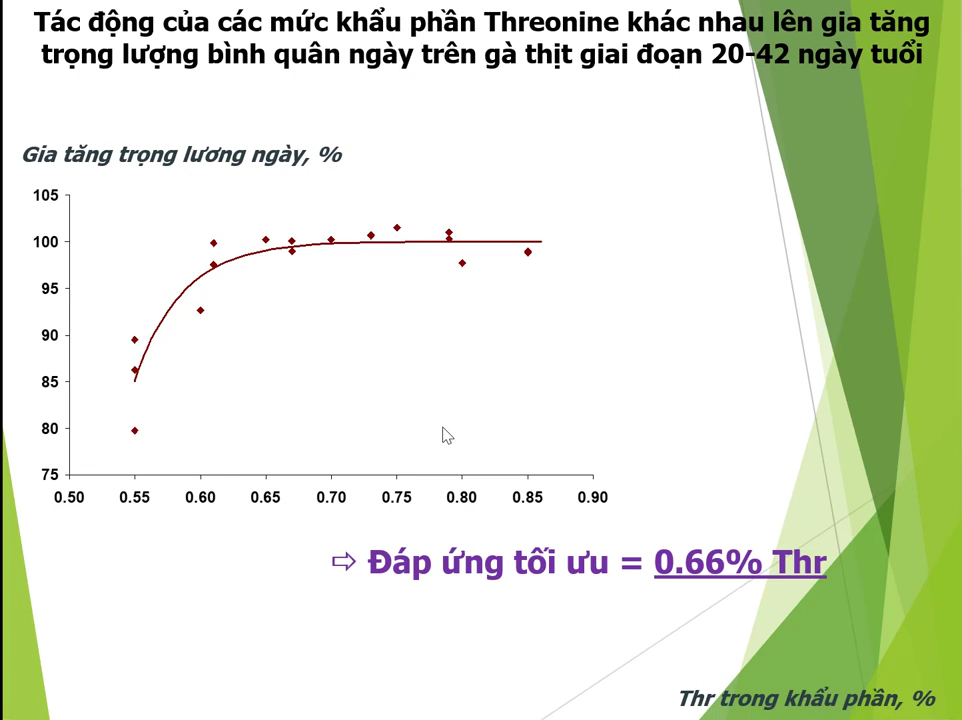 Tác động của các mức khẩu phần Threonine khác nhau lên gia tăng
trọng lượng bình quân ngày trên gà thịt giai đoạn 20-42 ngày tuổi
Gia tăng trọng lương ngày, %
105
100
95
90
85
80
75
0.50 0.55 0.60 0.65 0.70 0.75 0.80 0.85 0.90
⇨ Đáp ứng tối ưu = 0.66% Thr
Thr trong khẩu phần, %